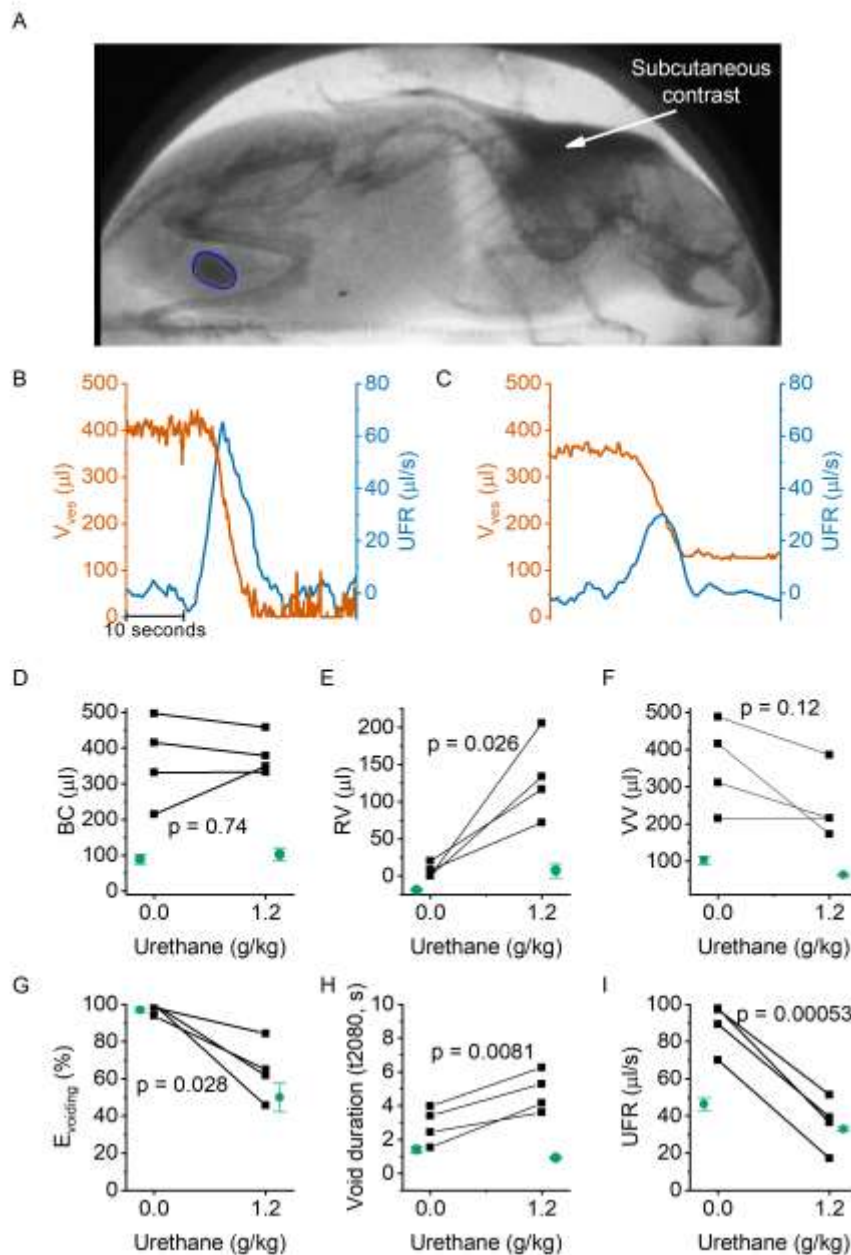 A
Subcutaneous
contrast
B
500
400
300
200
100
0
V_ves (µl)
80
60
40
20
0
UFR (µl/s)
10 seconds
C
500
400
300
200
100
0
V_ves (µl)
80
60
40
20
0
UFR (µl/s)
D
500
400
300
200
100
0
BC (µl)
p = 0.74
0.0 1.2
Urethane (g/kg)
E
200
150
100
50
0
RV (µl)
p = 0.026
0.0 1.2
Urethane (g/kg)
F
500
400
300
200
100
VV (µl)
p = 0.12
0.0 1.2
Urethane (g/kg)
G
100
80
60
40
20
0
E_voiding (%)
p = 0.028
0.0 1.2
Urethane (g/kg)
H
10
8
6
4
2
0
Void duration (t2080, s)
p = 0.0081
0.0 1.2
Urethane (g/kg)
I
100
80
60
40
20
0
UFR (µl/s)
p = 0.00053
0.0 1.2
Urethane (g/kg)